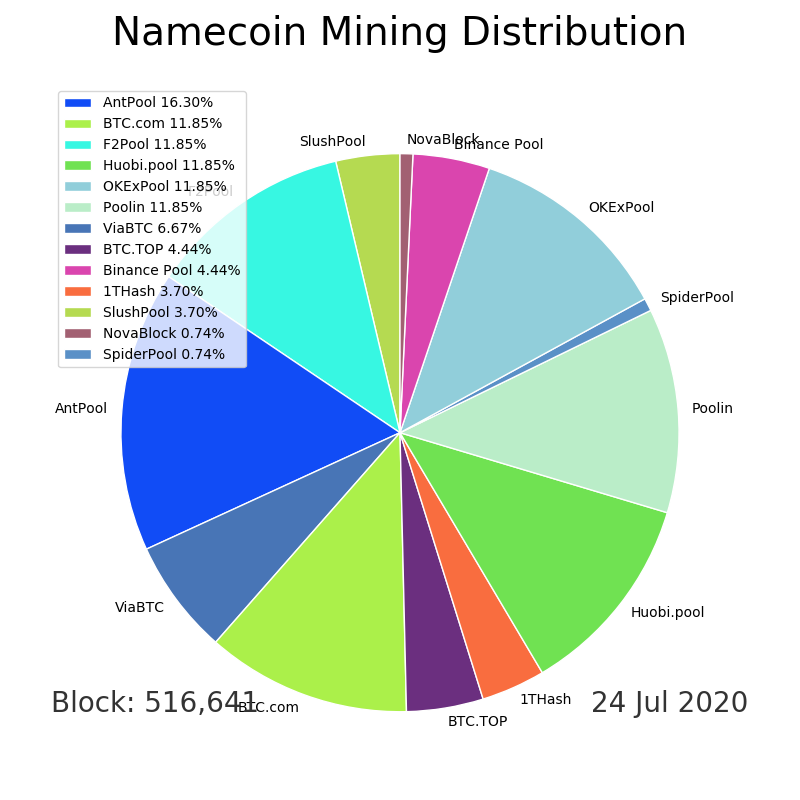 Namecoin Mining Distribution
AntPool 16.30%
BTC.com 11.85%
F2Pool 11.85%
Huobi.pool 11.85%
OKExPool 11.85%
Poolin 11.85%
ViaBTC 6.67%
BTC.TOP 4.44%
Binance Pool 4.44%
1THash 3.70%
SlushPool 3.70%
NovaBlock 0.74%
SpiderPool 0.74%
SlushPool
NovaBlock
Binance Pool
F2Pool
OKExPool
SpiderPool
AntPool
Poolin
ViaBTC
Huobi.pool
BTC.com
BTC.TOP
1THash
Block: 516,641
24 Jul 2020